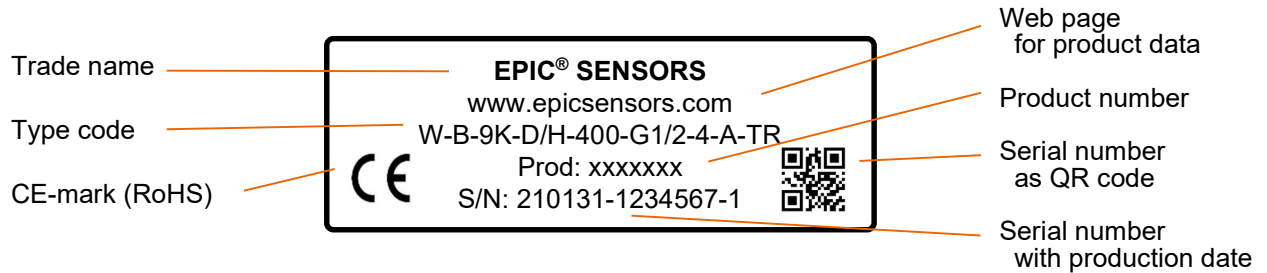 Trade name
Type code
CE-mark (RoHS)
EPIC® SENSORS
www.epicsensors.com
W-B-9K-D/H-400-G1/2-4-A-TR
Prod: xxxxxxx
S/N: 210131-1234567-1
CE
Web page
for product data
Product number
Serial number
as QR code
Serial number
with production date